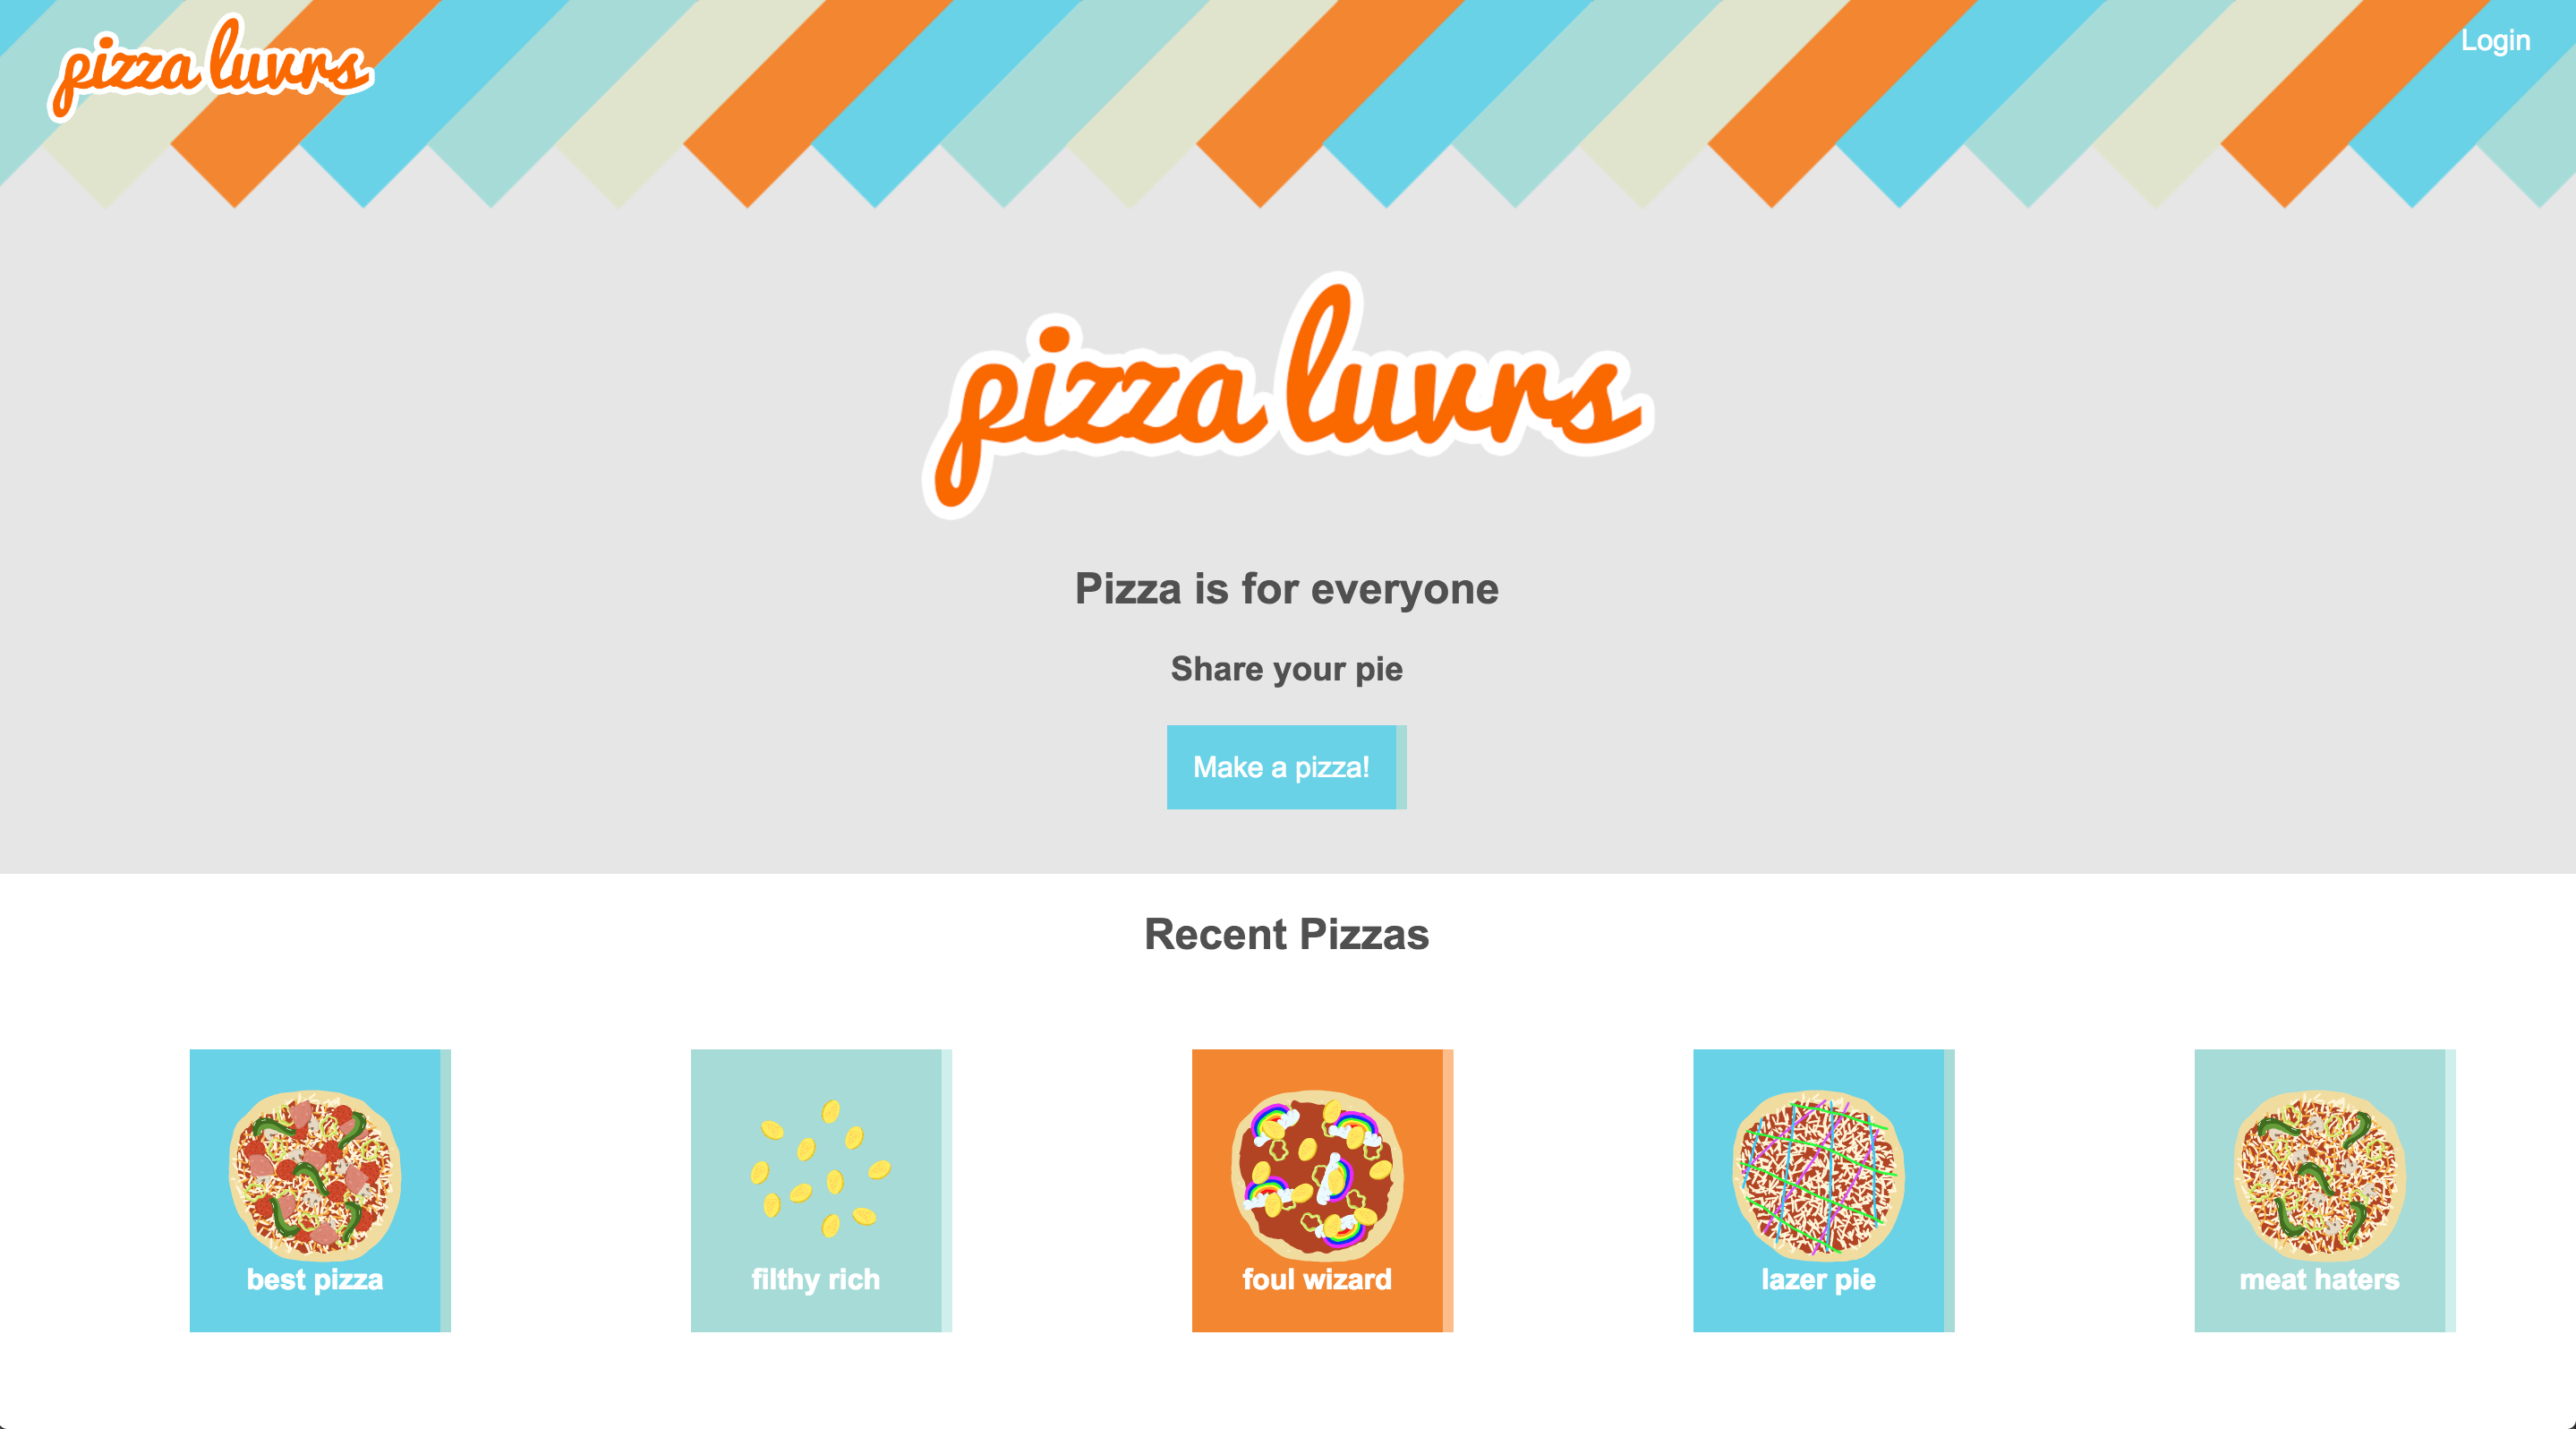 pizza luvrs
Login
pizza luvrs
Pizza is for everyone
Share your pie
Make a pizza!
Recent Pizzas
best pizza
filthy rich
foul wizard
lazer pie
meat haters